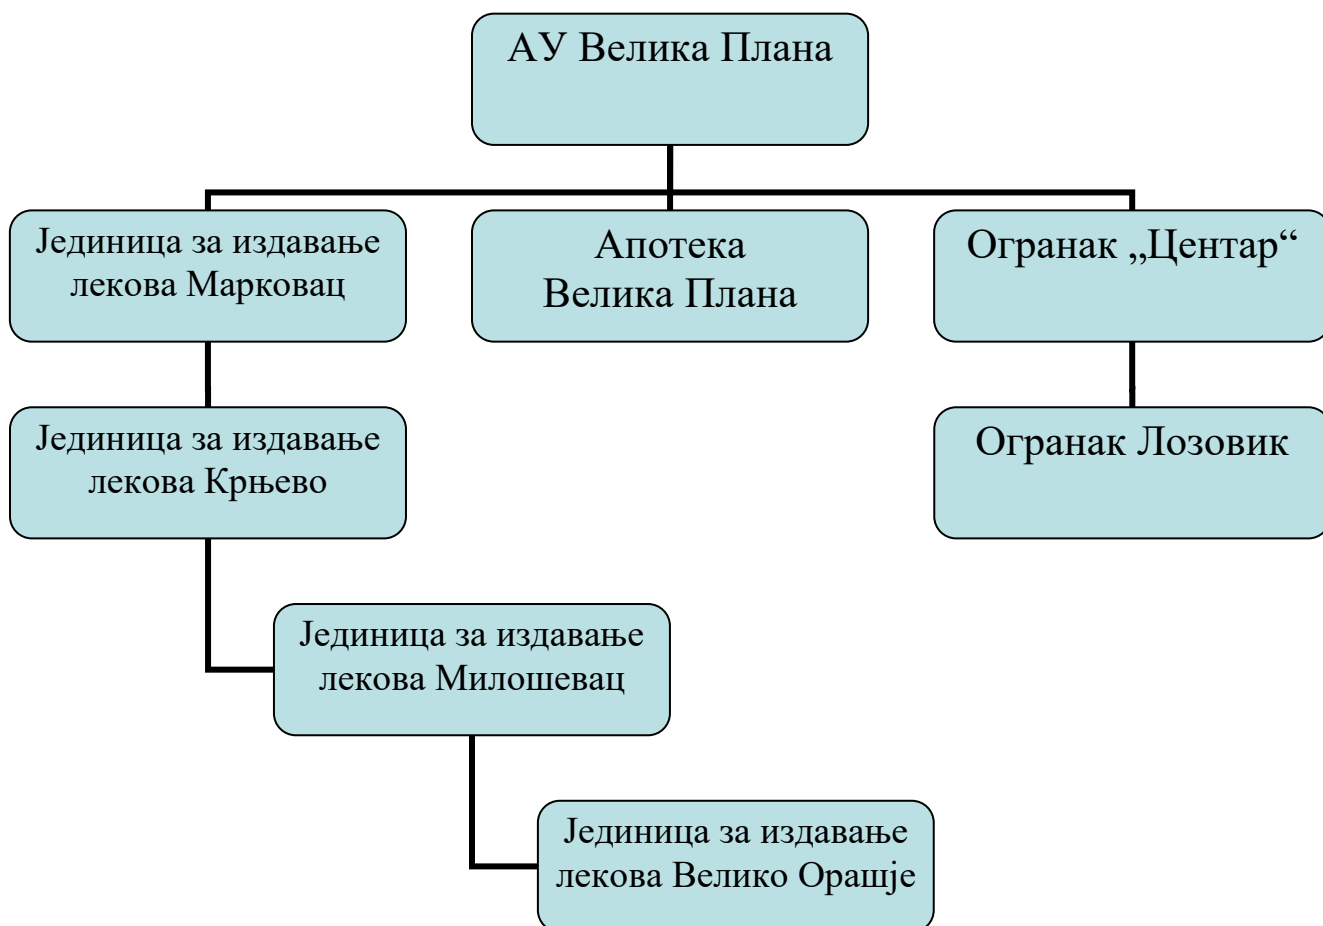 АУ Велика Плана
Јединица за издавање
лекова Марковац
Апотека
Велика Плана
Огранак „Центар“
Јединица за издавање
лекова Крњево
Огранак Лозовик
Јединица за издавање
лекова Милошевац
Јединица за издавање
лекова Велико Орашје